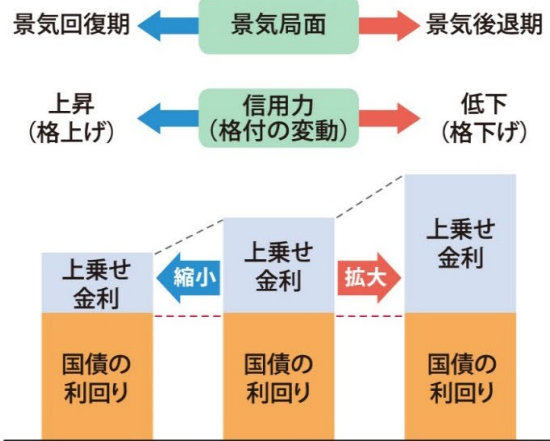 景気回復期
景気局面
景気後退期
上昇
(格上げ)
信用力
(格付の変動)
低下
(格下げ)
上乗せ
金利
縮小
上乗せ
金利
拡大
上乗せ
金利
国債の
利回り
国債の
利回り
国債の
利回り